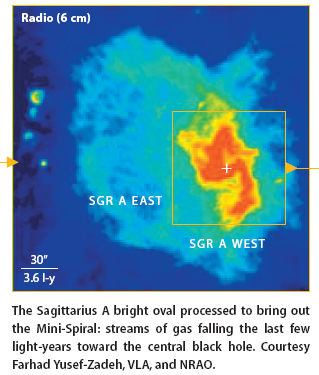 Radio (6 cm)
SGR A EAST
SGR A WEST
30"
3.6 l-y
The Sagittarius A bright oval processed to bring out
the Mini-Spiral: streams of gas falling the last few
light-years toward the central black hole. Courtesy
Farhad Yusef-Zadeh, VLA, and NRAO.